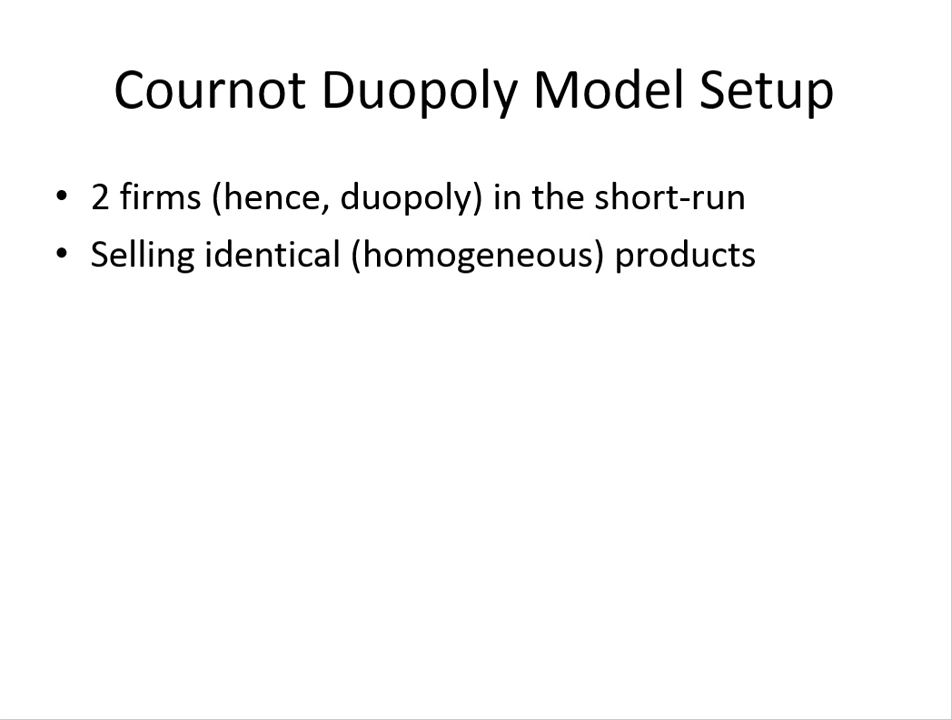 Cournot Duopoly Model Setup
• 2 firms (hence, duopoly) in the short-run
• Selling identical (homogeneous) products